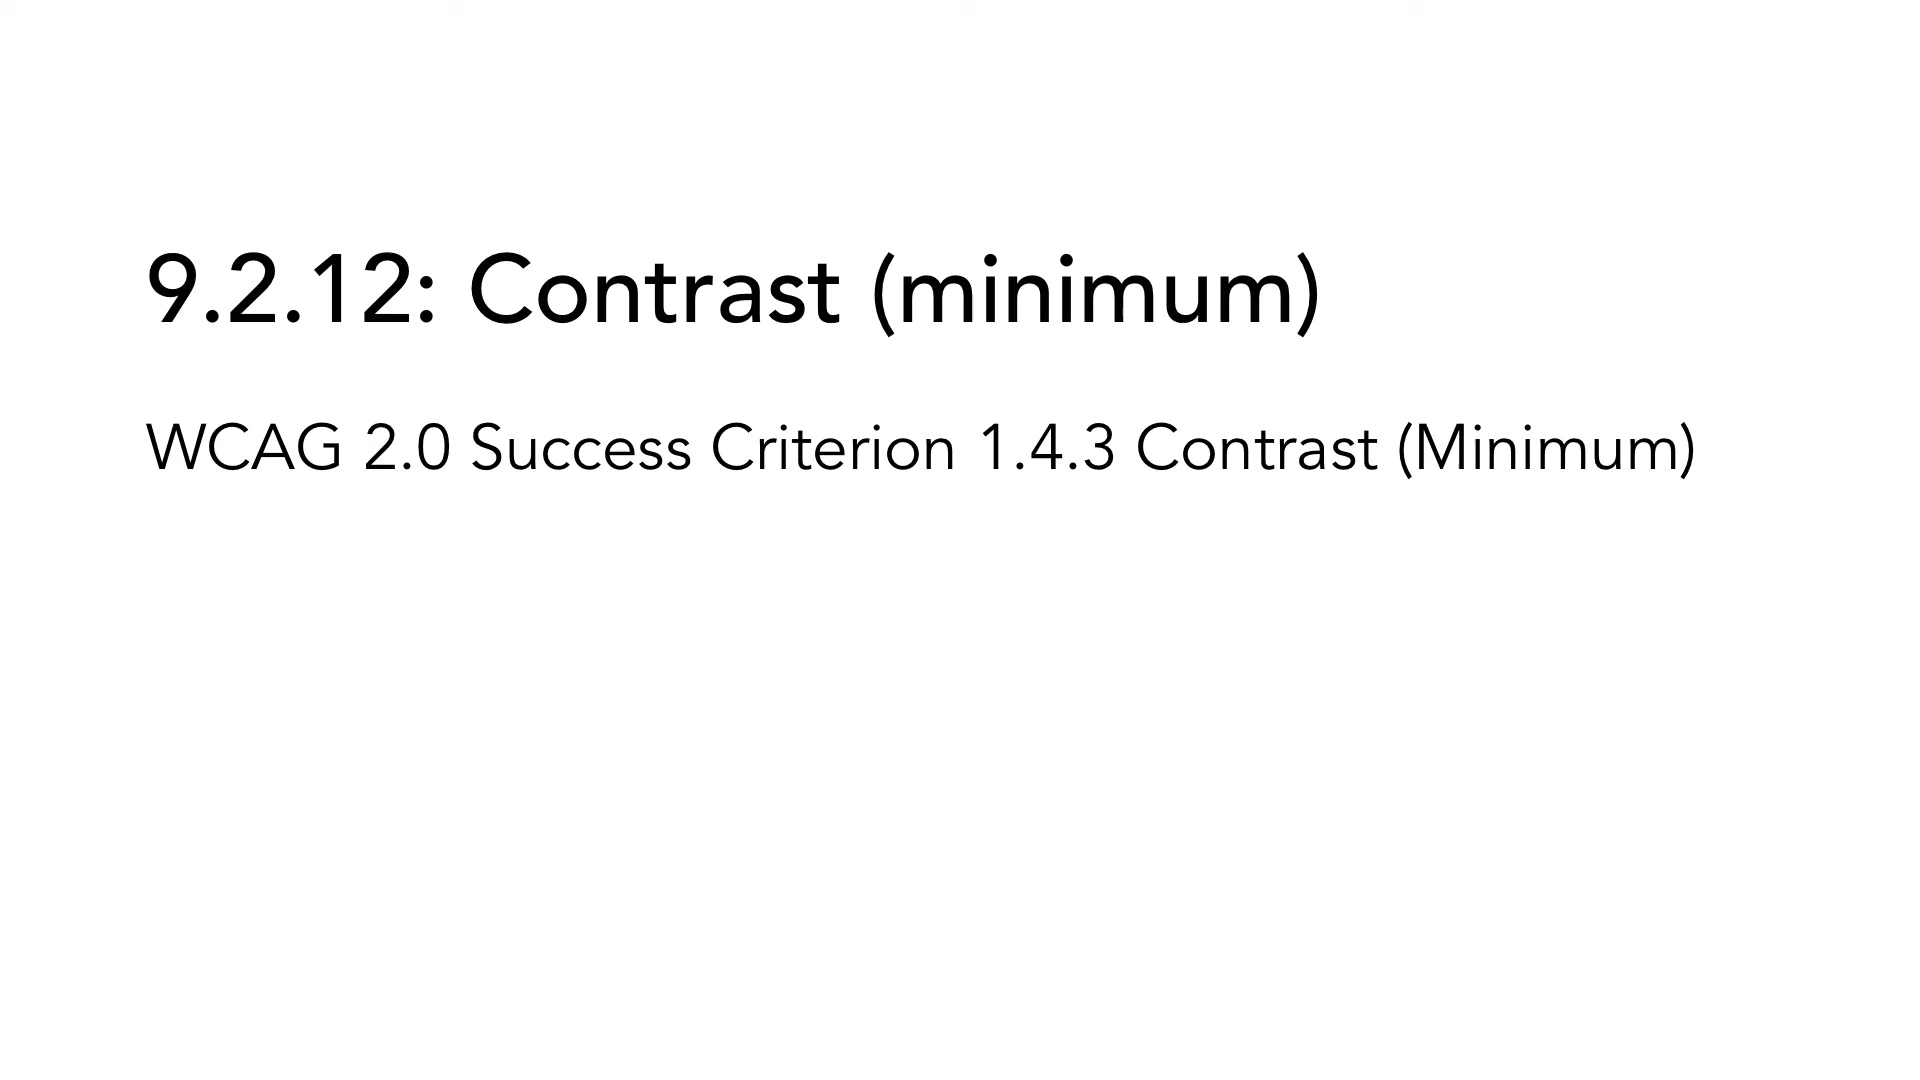 9.2.12: Contrast (minimum)
WCAG 2.0 Success Criterion 1.4.3 Contrast (Minimum)